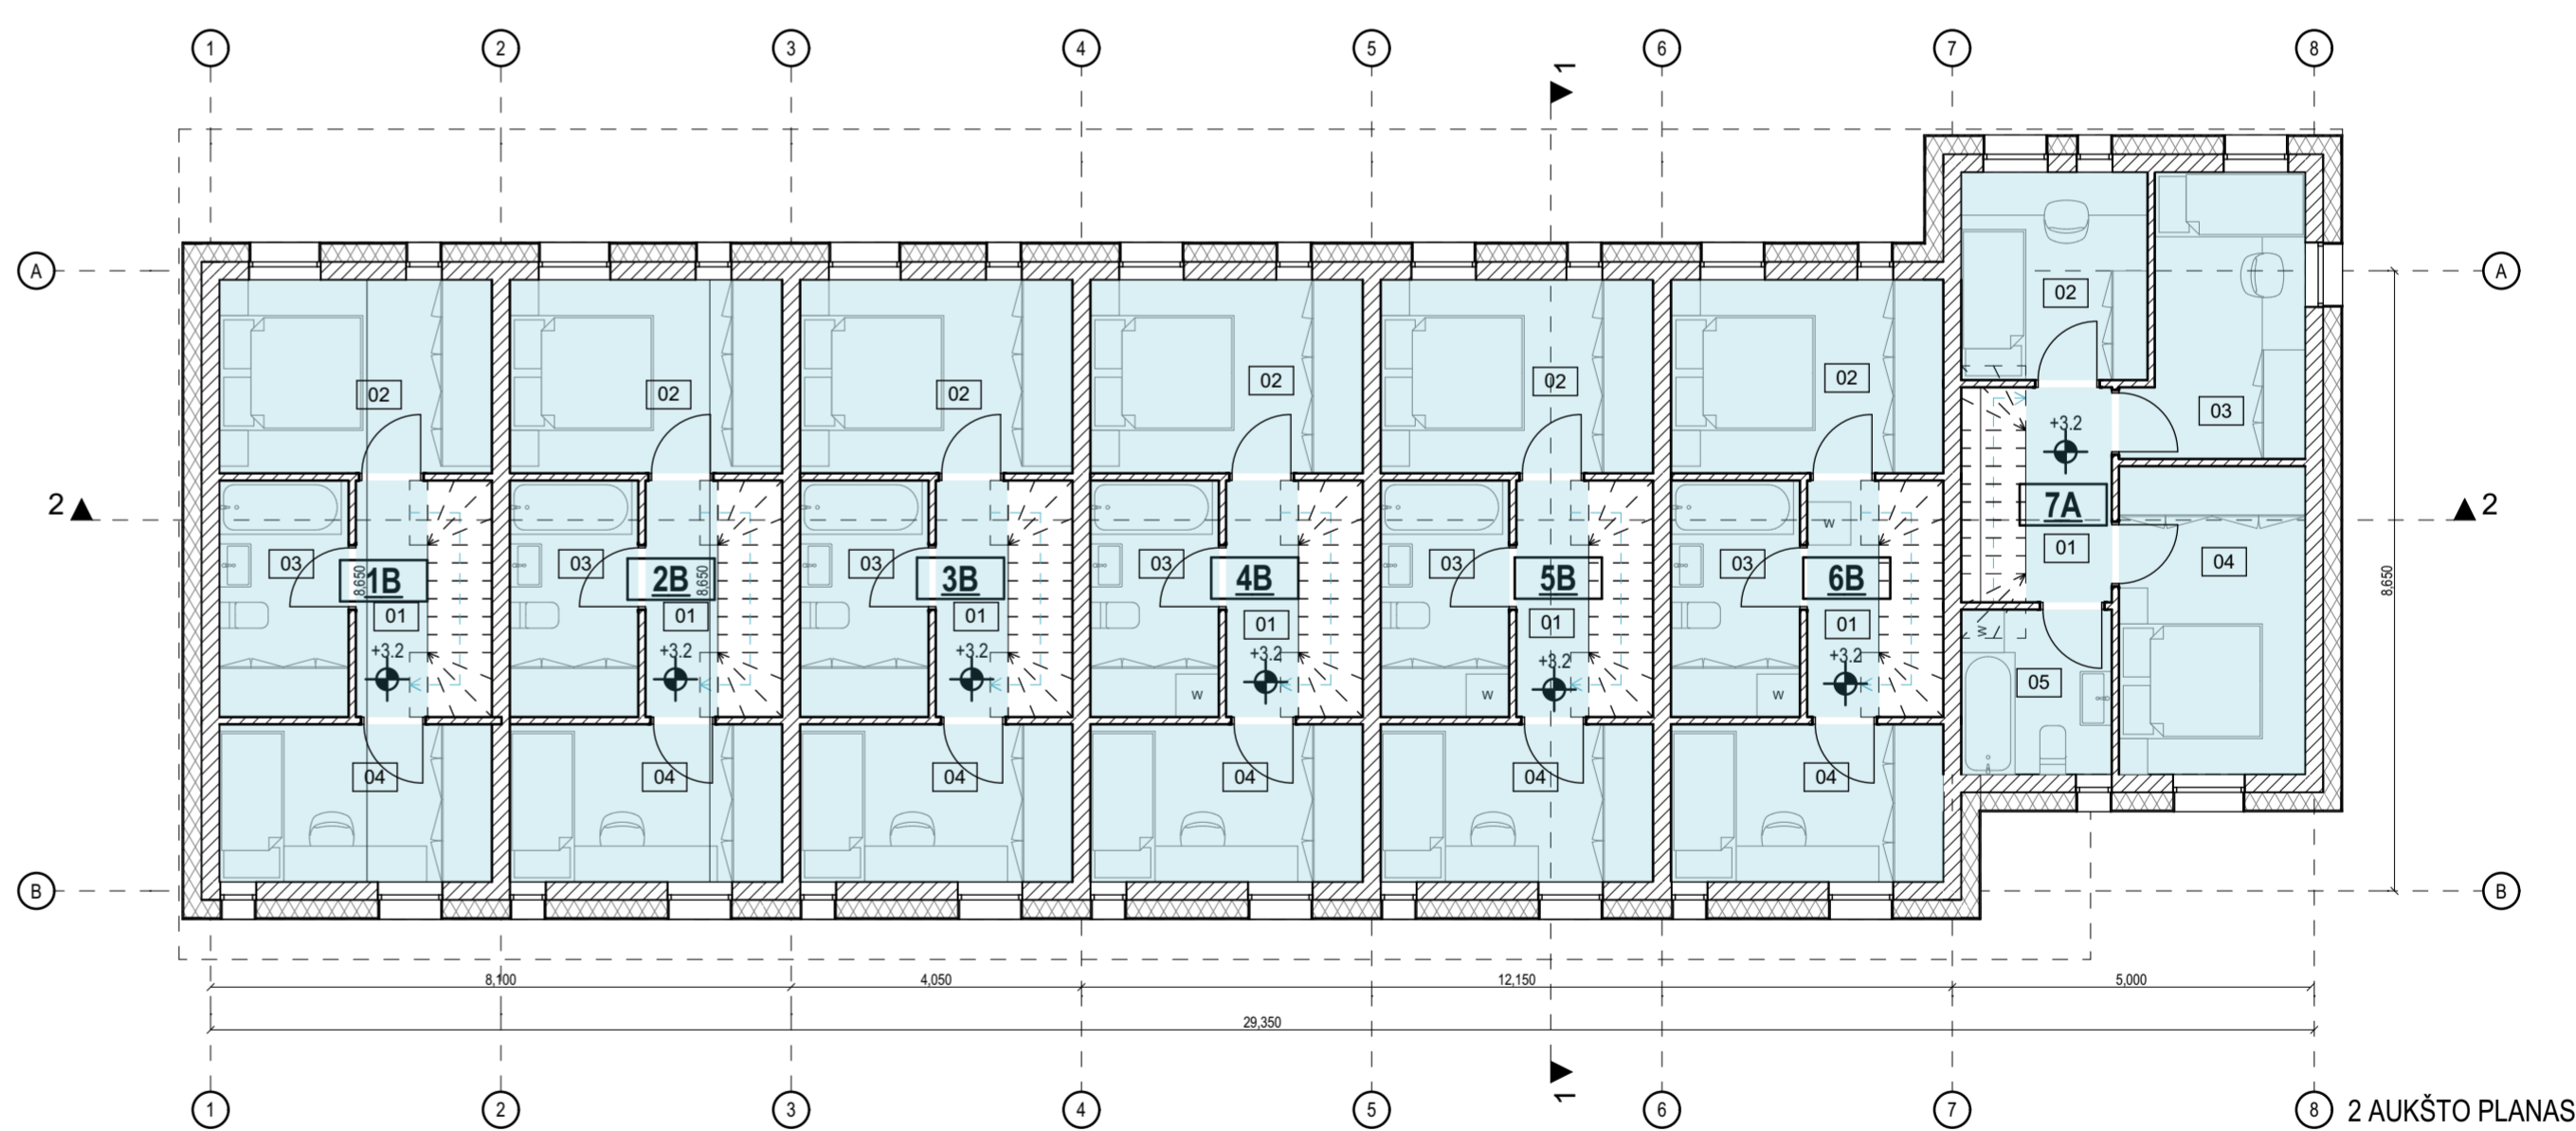 1 2 3 4 5 6 7 8
1
A A
02 02 02 02 02 02 02 03
+3.2
2 7A 2
W 01
03 03 03 03 03 03 04
8,650 1B 8,650 2B 3B 4B 5B 6B 8,650
01 01 01 01 01 01 W
+3.2 +3.2 +3.2 +3.2 +3.2 +3.2
W W W 05
04 04 04 04 04 04
B B
8,100 4,050 12,150 5,000
29,350
1
1 2 3 4 5 6 7 8 2 AUKŠTO PLANAS